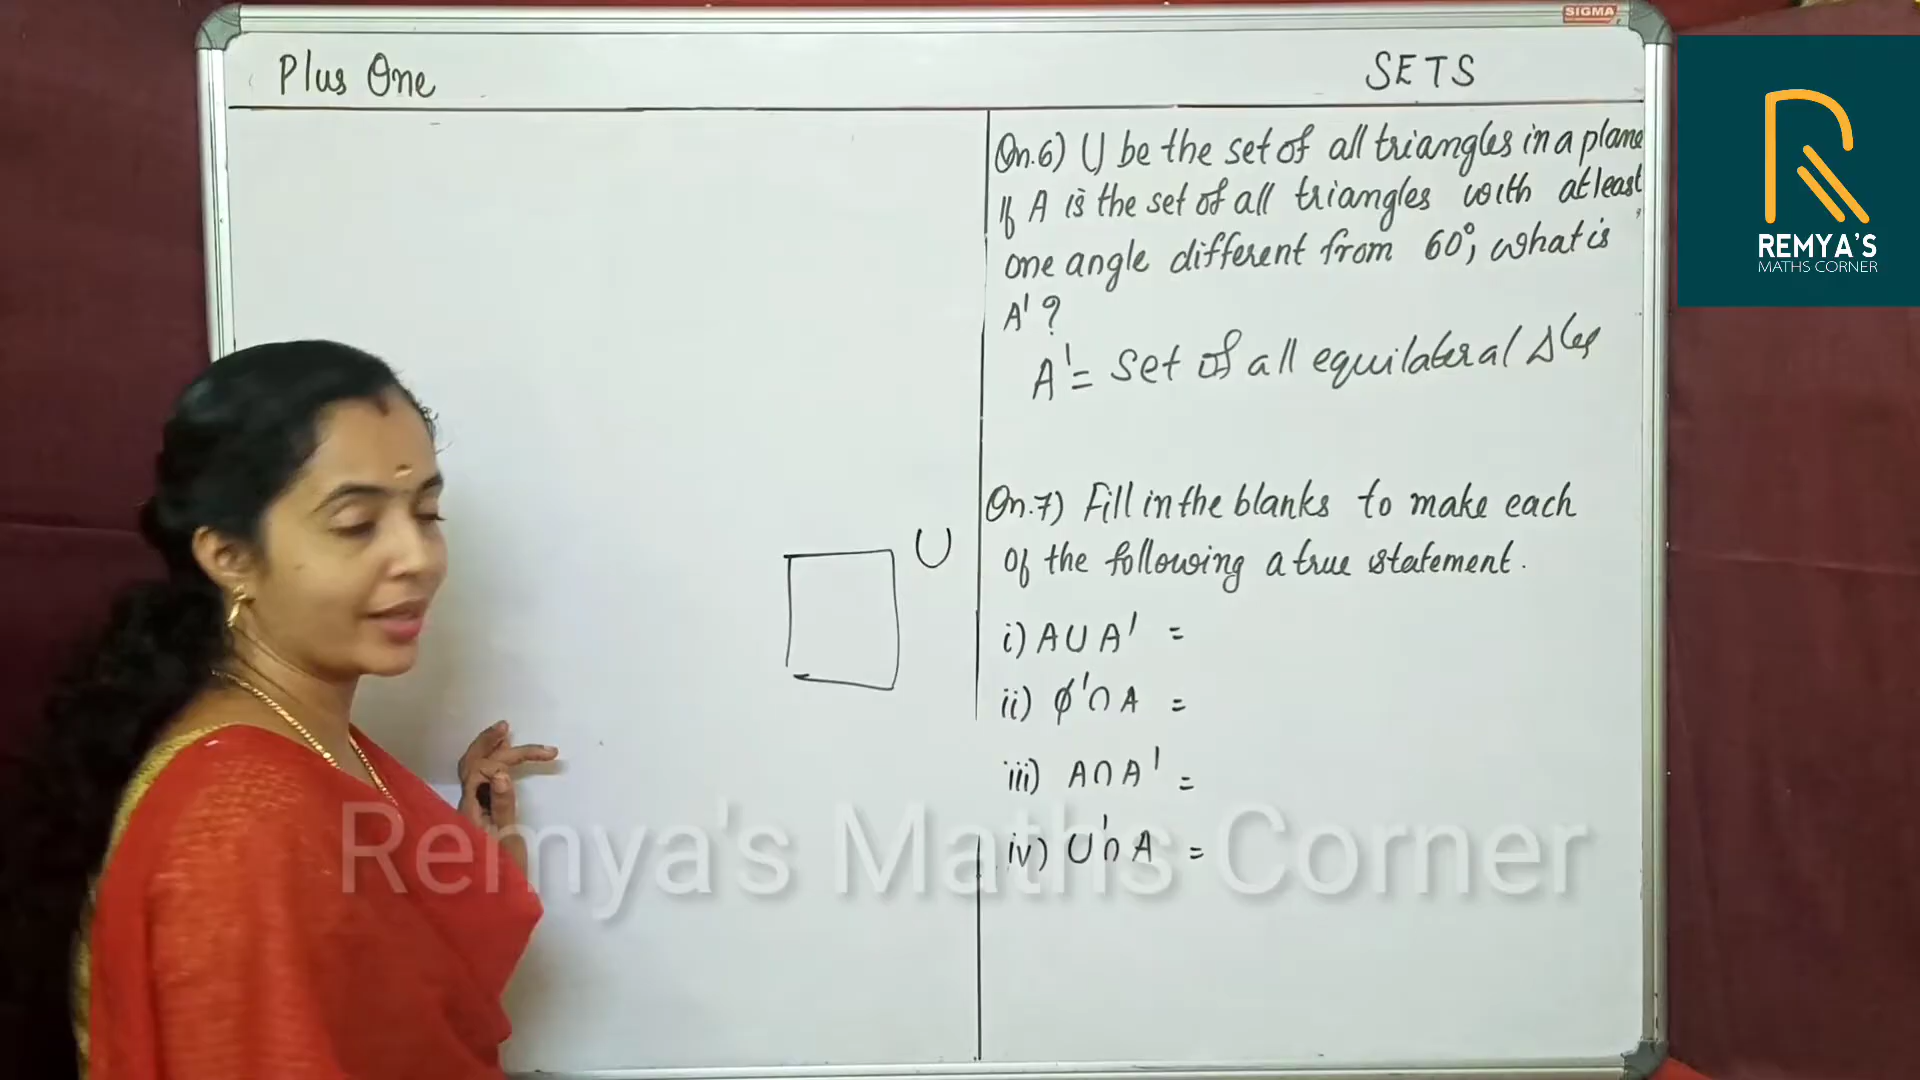 SIGMA
Plus One
SETS
Qn.6) U be the set of all triangles in a plane
If A is the set of all triangles with atleast
one angle different from 60°, what is
A' ?
A' = set of all equilateral Δles
U
Qn.7) Fill in the blanks to make each
of the following a true statement.
i) A∪A' =
ii) ϕ'∩A =
iii) A∩A' =
iv) U'∩A =
R
REMYA'S
MATHS CORNER
Remya's Maths Corner